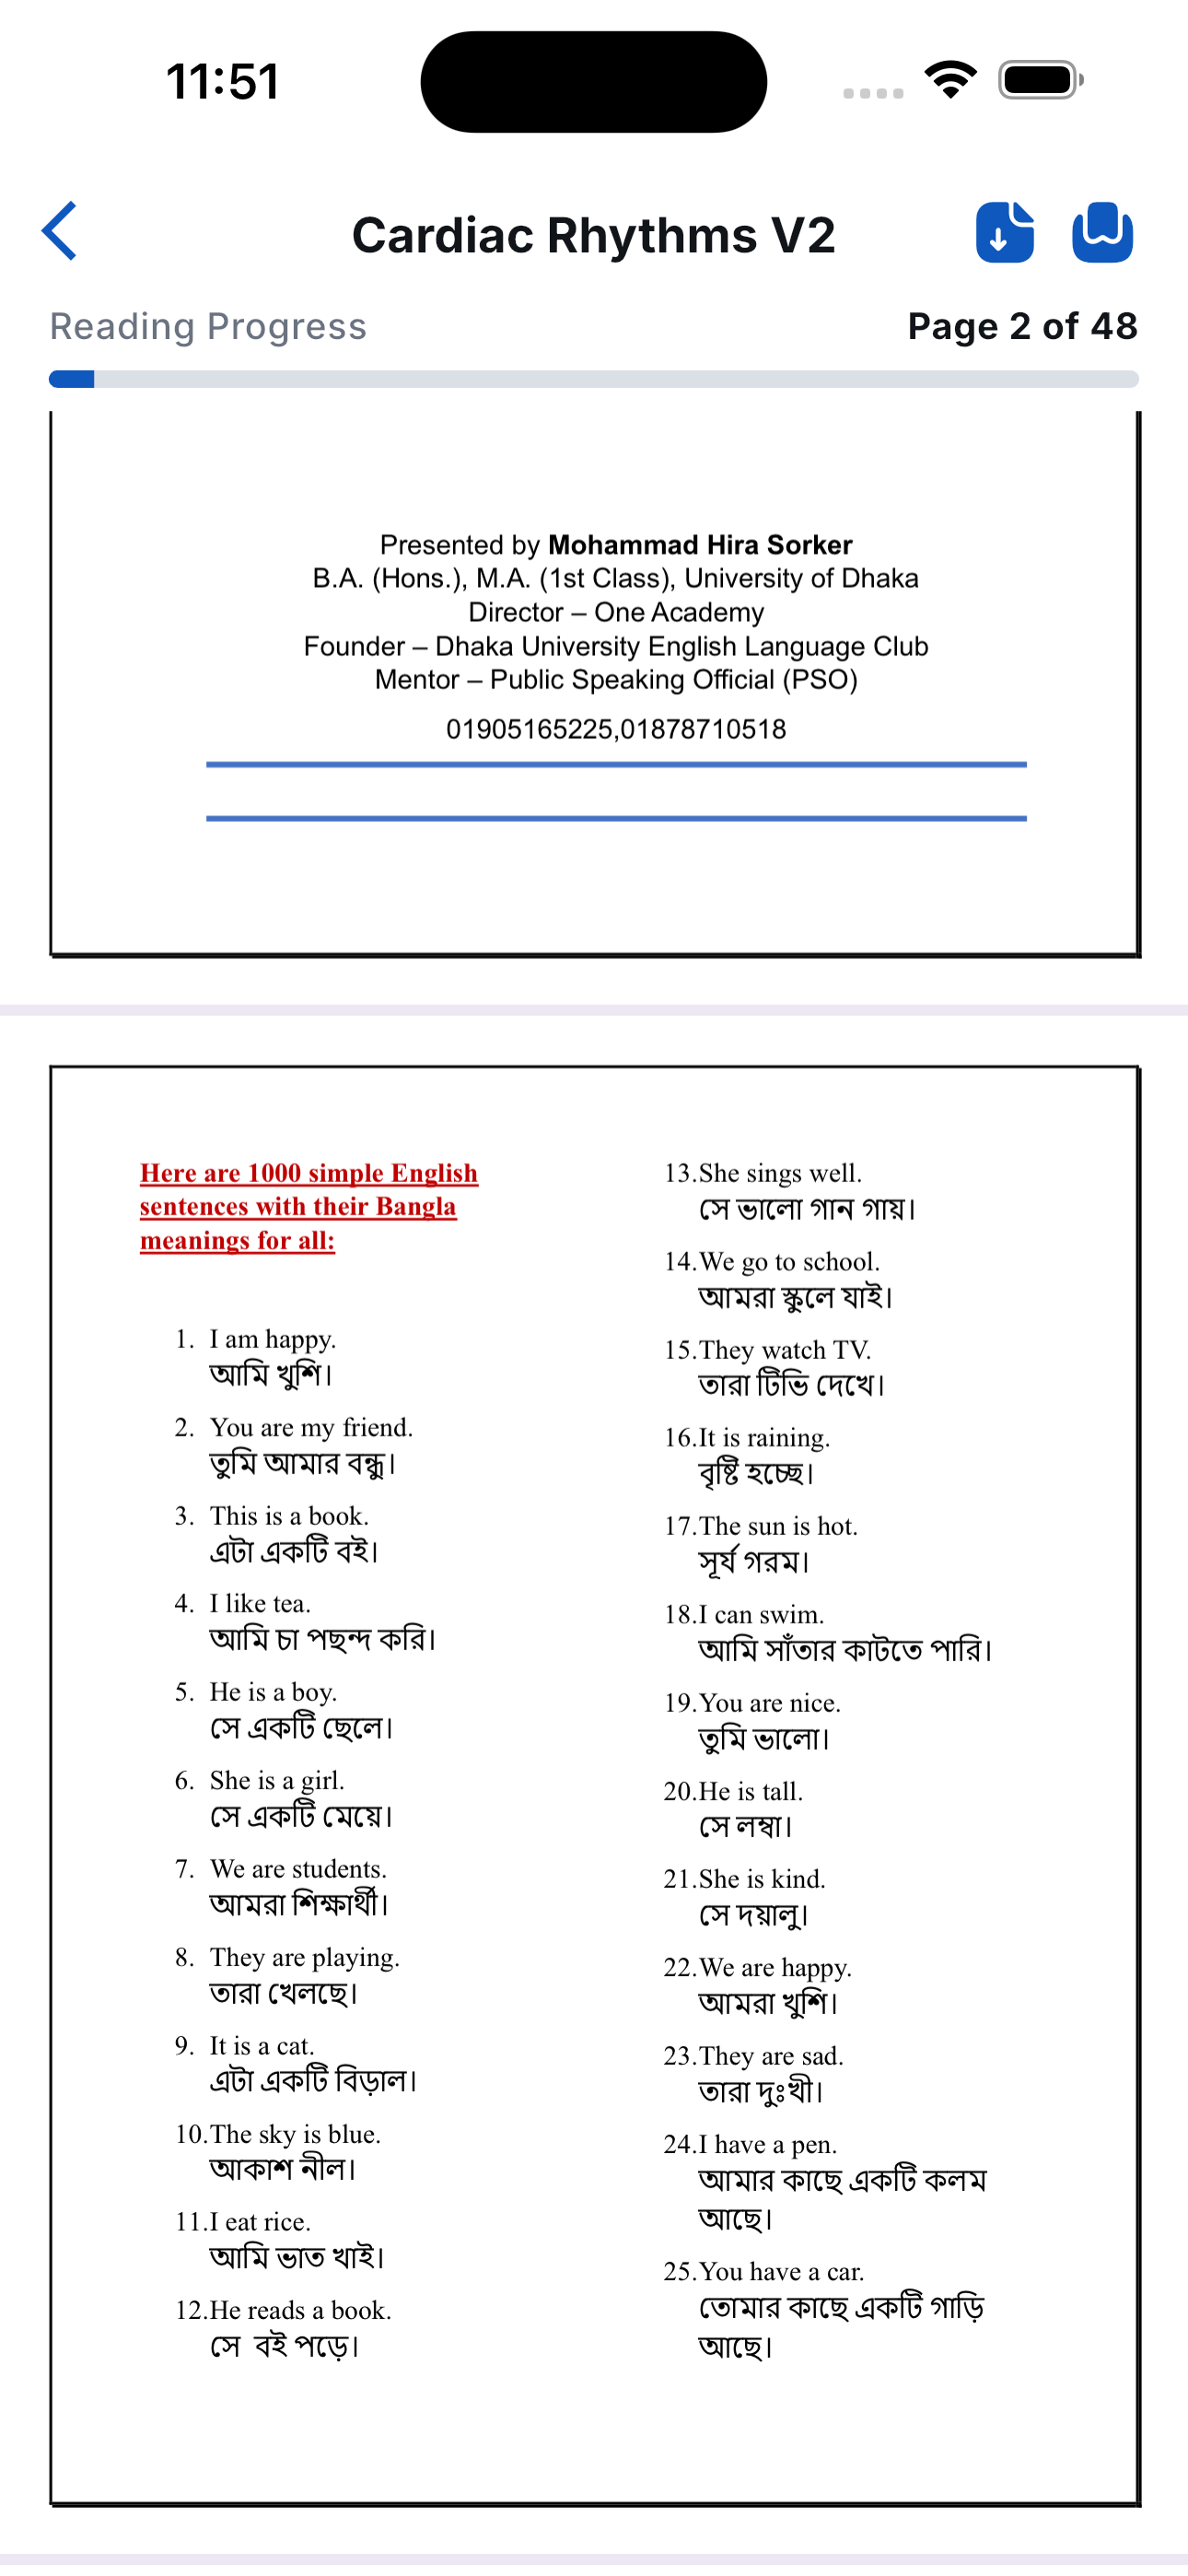 11:51
Cardiac Rhythms V2
Reading Progress
Page 2 of 48
Presented by Mohammad Hira Sorker
B.A. (Hons.), M.A. (1st Class), University of Dhaka
Director – One Academy
Founder – Dhaka University English Language Club
Mentor – Public Speaking Official (PSO)
01905165225,01878710518
Here are 1000 simple English
sentences with their Bangla
meanings for all:
1. I am happy.
আমি খুশি।
2. You are my friend.
তুমি আমার বন্ধু।
3. This is a book.
এটা একটি বই।
4. I like tea.
আমি চা পছন্দ করি।
5. He is a boy.
সে একটি ছেলে।
6. She is a girl.
সে একটি মেয়ে।
7. We are students.
আমরা শিক্ষার্থী।
8. They are playing.
তারা খেলছে।
9. It is a cat.
এটা একটি বিড়াল।
10.The sky is blue.
আকাশ নীল।
11.I eat rice.
আমি ভাত খাই।
12.He reads a book.
সে বই পড়ে।
13.She sings well.
সে ভালো গান গায়।
14.We go to school.
আমরা স্কুলে যাই।
15.They watch TV.
তারা টিভি দেখে।
16.It is raining.
বৃষ্টি হচ্ছে।
17.The sun is hot.
সূর্য গরম।
18.I can swim.
আমি সাঁতার কাটতে পারি।
19.You are nice.
তুমি ভালো।
20.He is tall.
সে লম্বা।
21.She is kind.
সে দয়ালু।
22.We are happy.
আমরা খুশি।
23.They are sad.
তারা দুঃখী।
24.I have a pen.
আমার কাছে একটি কলম
আছে।
25.You have a car.
তোমার কাছে একটি গাড়ি
আছে।